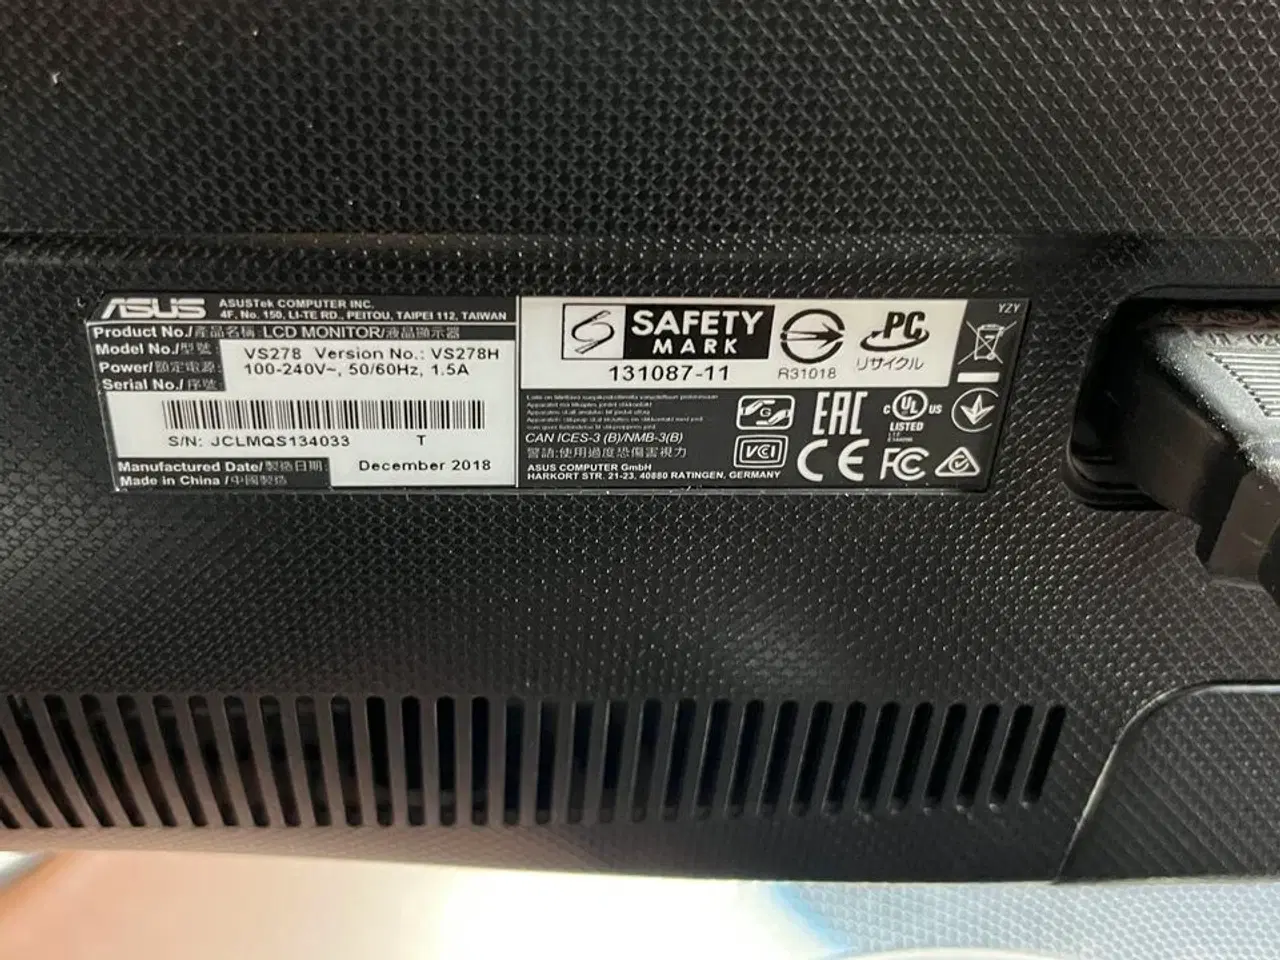 ASUS
ASUSTek COMPUTER INC.
4F, No. 150, LI-TE RD., PEITOU, TAIPEI 112, TAIWAN
Product No./產品名稱:LCD MONITOR/液晶顯示器
Model No./型號
VS278 Version No.: VS278H
Power/額定電源:
100-240V~, 50/60Hz, 1.5A
Serial No./序號
S/N: JCLMQS134033 T
Manufactured Date/製造日期:
December 2018
Made in China /中國製造
SAFETY
MARK
131087-11
R31018
PC
リサイクル
YZY
CAN ICES-3 (B)/NMB-3(B)
警語:使用過度恐傷害視力
ASUS COMPUTER GmbH
HARKORT STR. 21-23, 40880 RATINGEN, GERMANY
G
VCI
EAC
CE
C UL US
LISTED
FC